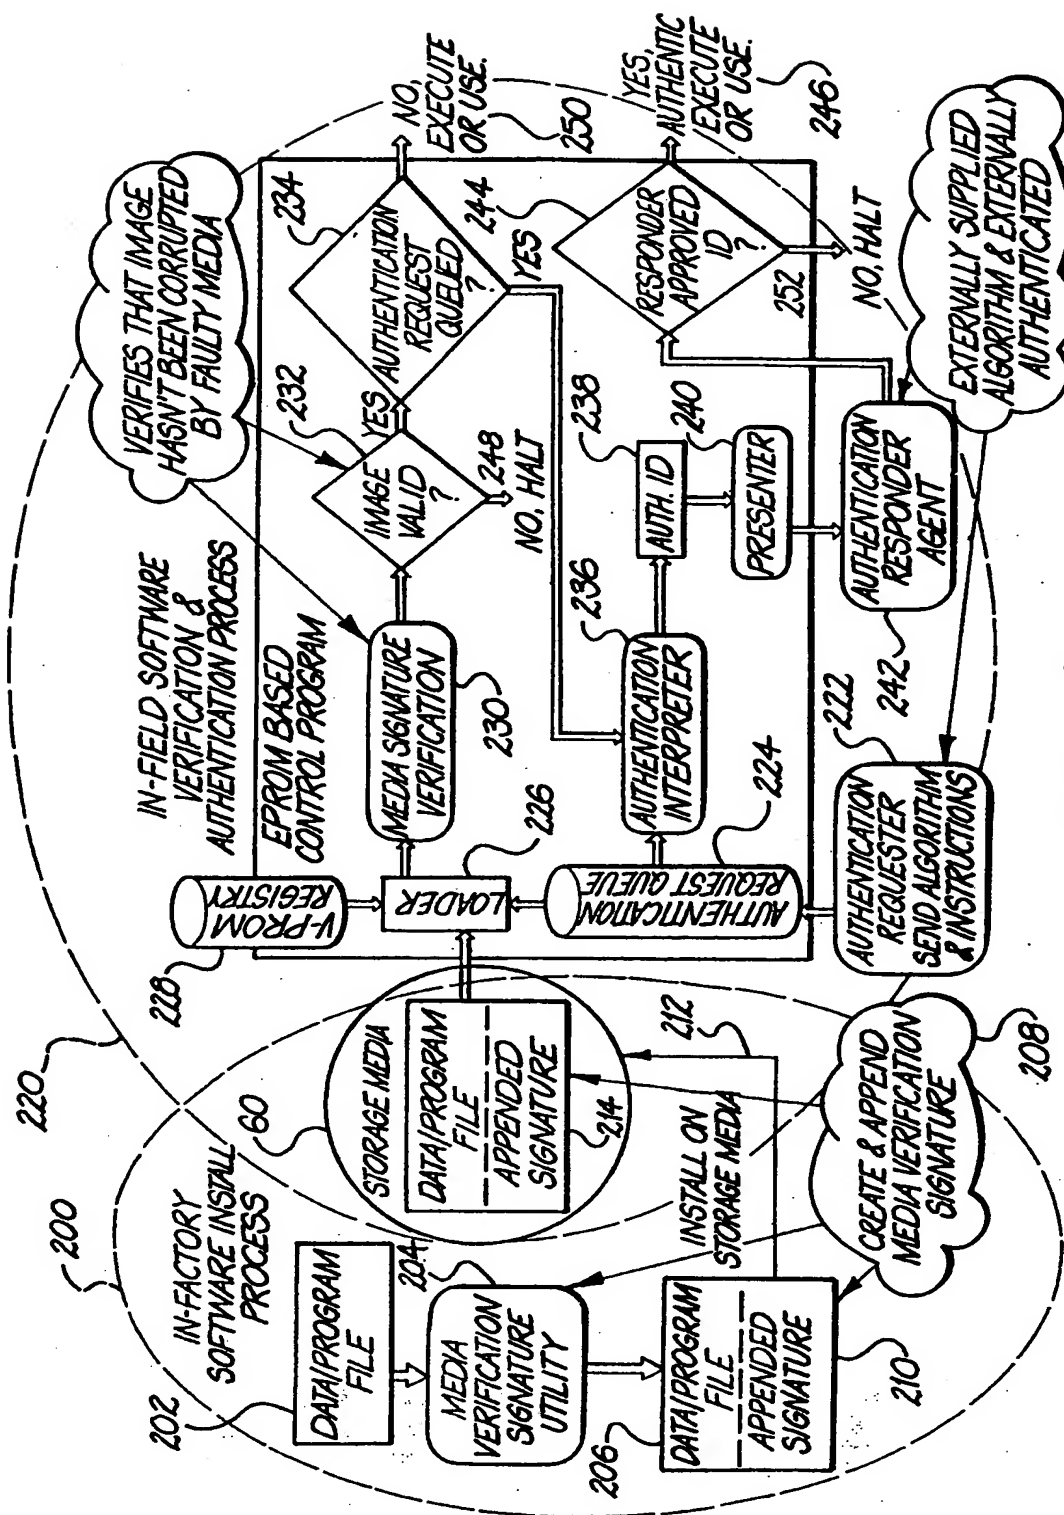 200
IN-FACTORY
SOFTWARE INSTALL
PROCESS
202
DATA/PROGRAM
FILE
204
MEDIA
VERIFICATION
SIGNATURE
UTILITY
206
DATA/PROGRAM
FILE
APPENDED
SIGNATURE
210
60
STORAGE MEDIA
DATA/PROGRAM
FILE
APPENDED
SIGNATURE
214
INSTALL ON
STORAGE MEDIA
212
CREATE & APPEND
MEDIA VERIFICATION
SIGNATURE
208
220
IN-FIELD SOFTWARE
VERIFICATION &
AUTHENTICATION PROCESS
228
V-PROM
REGISTRY
EPROM BASED
CONTROL PROGRAM
LOADER
226
AUTHENTICATION
REQUEST QUEUE
224
AUTHENTICATION
REQUESTER
SEND ALGORITHM
& INSTRUCTIONS
222
MEDIA SIGNATURE
VERIFICATION
230
VERIFIES THAT IMAGE
HASN'T BEEN CORRUPTED
BY FAULTY MEDIA
IMAGE
VALID
?
232
YES
248
NO, HALT
AUTHENTICATION
REQUEST
QUEUED
?
234
YES
NO,
EXECUTE
OR USE.
250
AUTHENTICATION
INTERPRETER
236
AUTH. ID
238
PRESENTER
240
AUTHENTICATION
RESPONDER
AGENT
242
RESPONDER
APPROVED
ID
?
244
YES,
AUTHENTIC
(EXECUTE
OR USE.
246
252
NO, HALT
EXTERNALLY SUPPLIED
ALGORITHM & EXTERNALLY
AUTHENTICATED